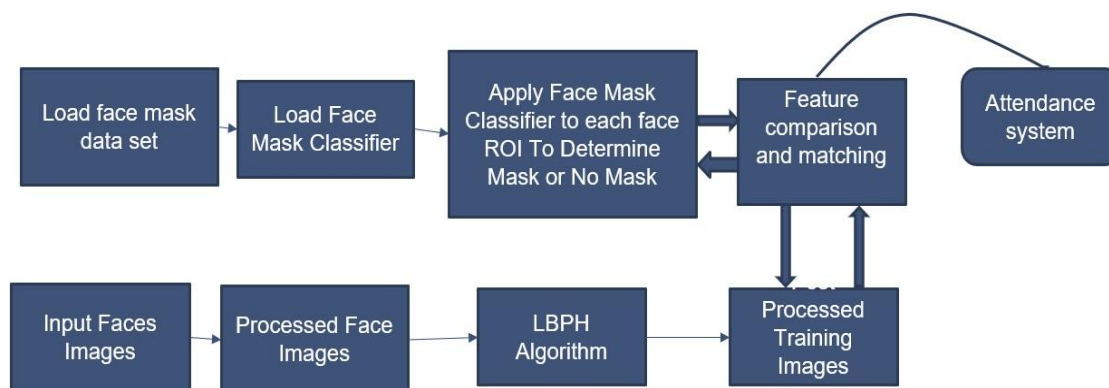 Load face mask
data set
Load Face
Mask Classifier
Apply Face Mask
Classifier to each face
ROI To Determine
Mask or No Mask
Feature
comparison
and matching
Attendance
system
Input Faces
Images
Processed Face
Images
LBPH
Algorithm
Processed
Training
Images